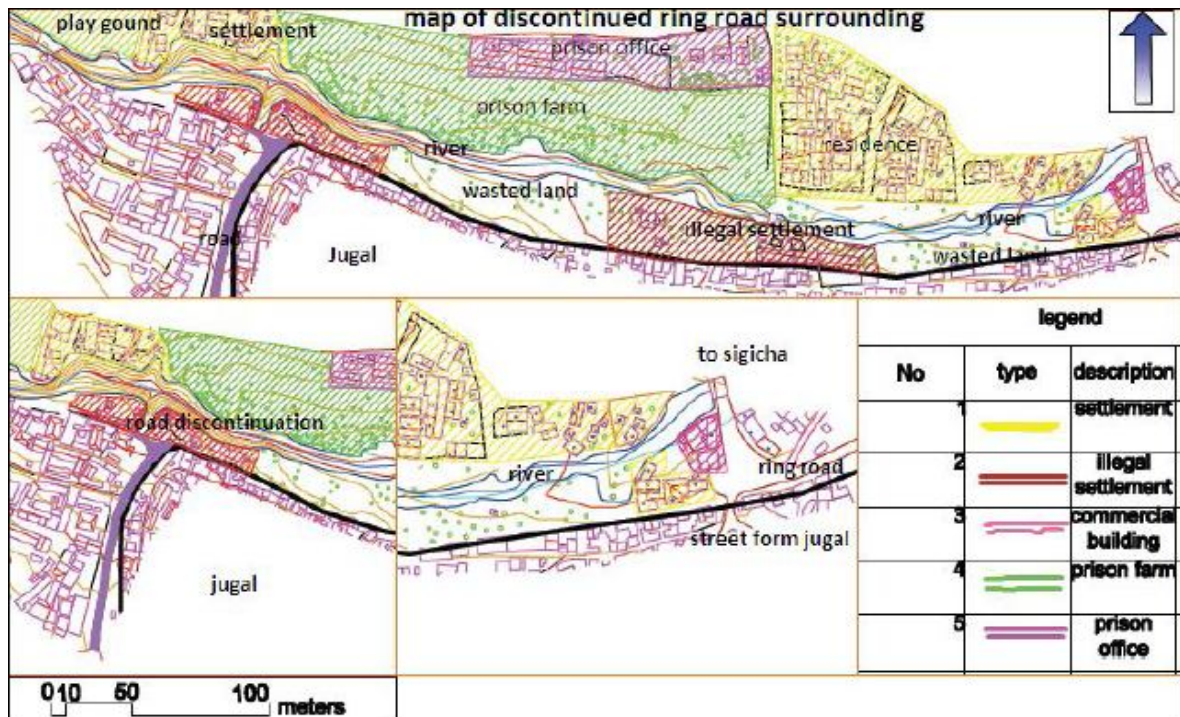 map of discontinued ring road surrounding
play gound
settlement
prison office
prison farm
residence
river
wasted land
river
illegal settlement
road
Jugal
wasted land
road discontinuation
jugal
to sigicha
river
ring road
street form jugal
legend
No type description
1 settlement
2 illegal
settlement
3 commercial
building
4 prison farm
5 prison
office
0 10 50 100 meters